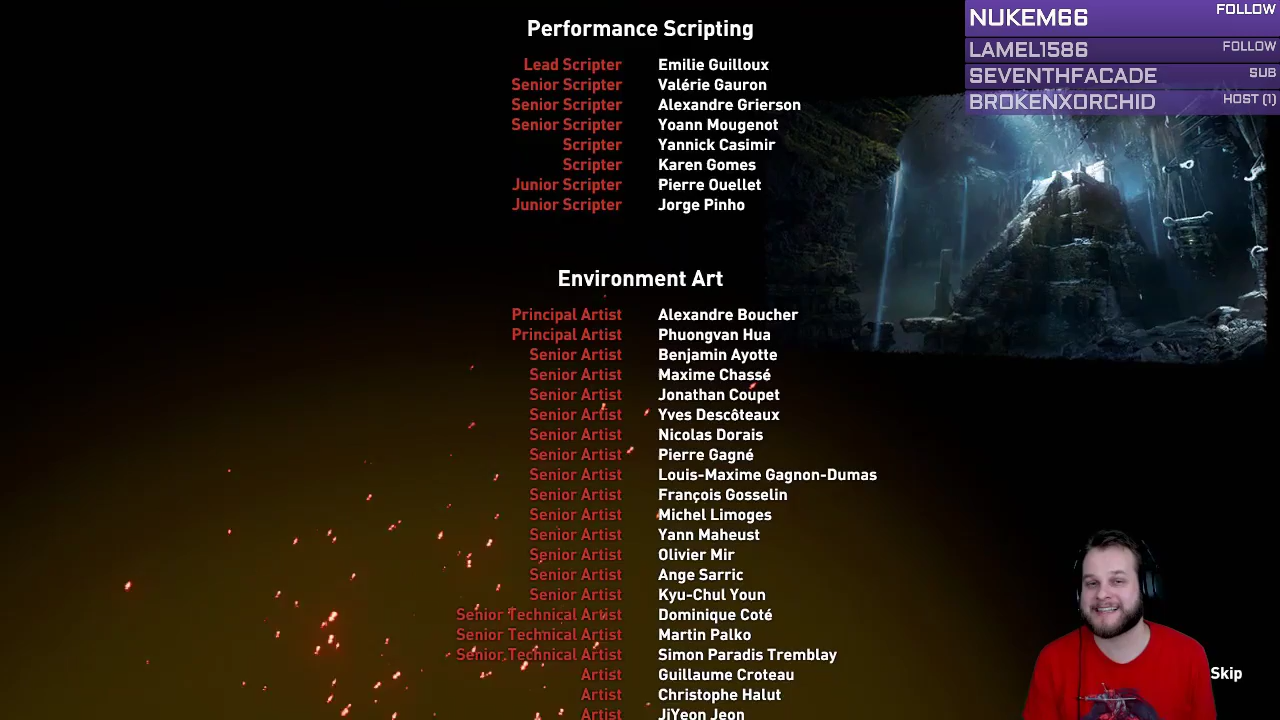 Performance Scripting
Lead Scripter Emilie Guilloux
Senior Scripter Valérie Gauron
Senior Scripter Alexandre Grierson
Senior Scripter Yoann Mougenot
Scripter Yannick Casimir
Scripter Karen Gomes
Junior Scripter Pierre Ouellet
Junior Scripter Jorge Pinho
Environment Art
Principal Artist Alexandre Boucher
Principal Artist Phuongvan Hua
Senior Artist Benjamin Ayotte
Senior Artist Maxime Chassé
Senior Artist Jonathan Coupet
Senior Artist Yves Descôteaux
Senior Artist Nicolas Dorais
Senior Artist Pierre Gagné
Senior Artist Louis-Maxime Gagnon-Dumas
Senior Artist François Gosselin
Senior Artist Michel Limoges
Senior Artist Yann Maheust
Senior Artist Olivier Mir
Senior Artist Ange Sarric
Senior Artist Kyu-Chul Youn
Senior Technical Artist Dominique Coté
Senior Technical Artist Martin Palko
Senior Technical Artist Simon Paradis Tremblay
Artist Guillaume Croteau
Artist Christophe Halut
Artist JiYeon Jeon
NUKEM66 FOLLOW
LAMEL1586 FOLLOW
SEVENTHFACADE SUB
BROKENXORCHID HOST (1)
Skip